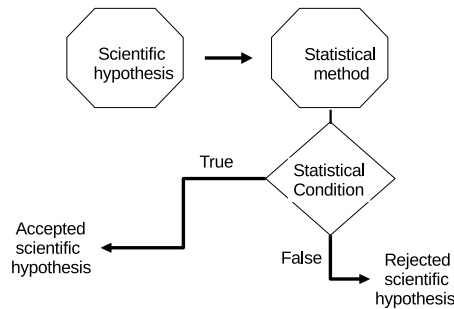 Scientific
hypothesis
Statistical
method
True
Statistical
Condition
Accepted
scientific
hypothesis
False
Rejected
scientific
hypothesis